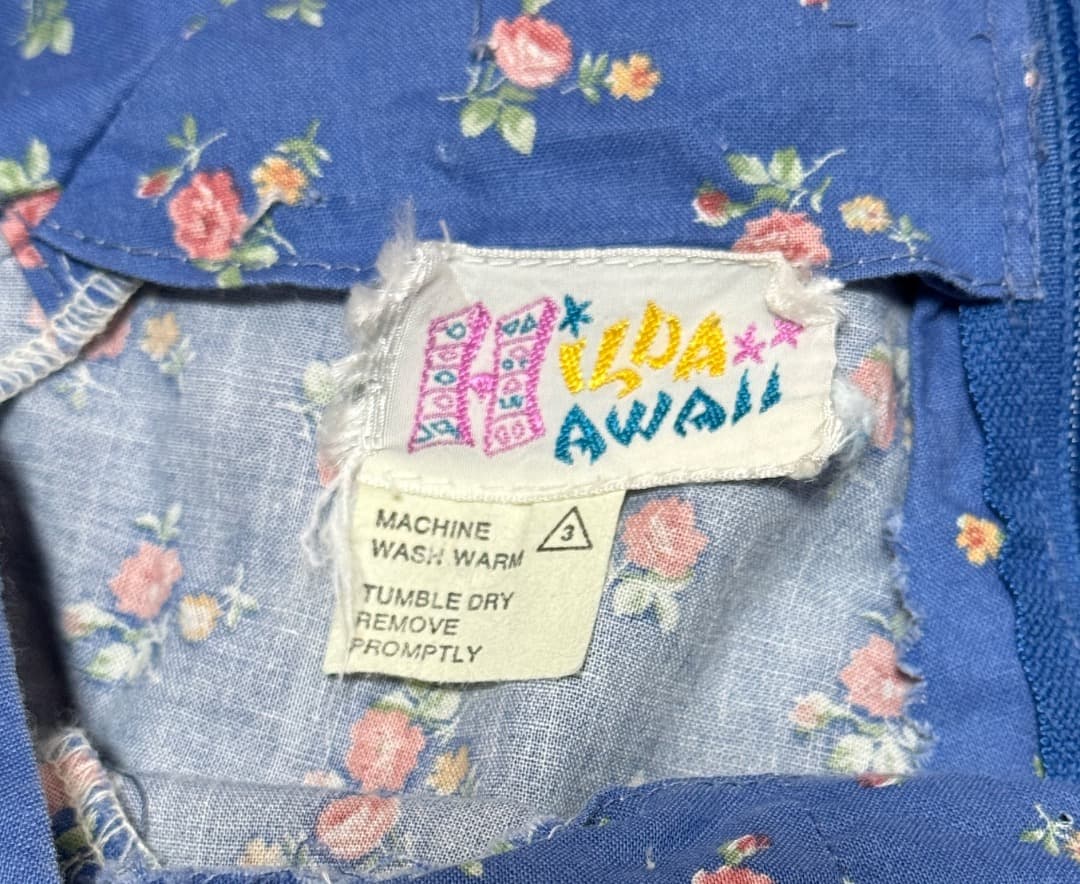 HILDA
HAWAII
MACHINE
WASH WARM
3
TUMBLE DRY
REMOVE
PROMPTLY